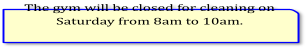 The gym will be closed for cleaning on
Saturday from 8am to 10am.